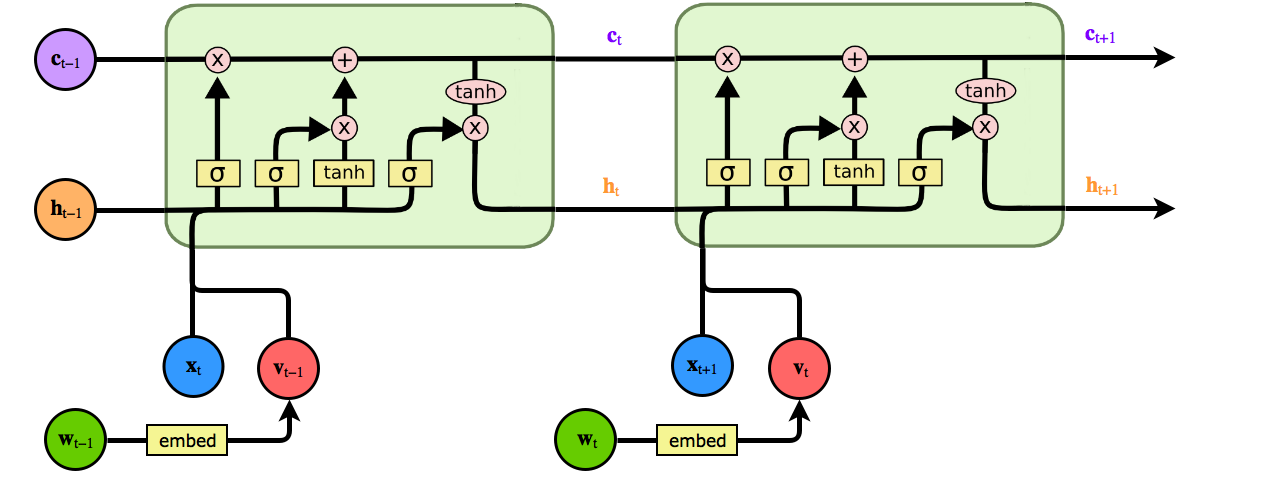 c_t c_{t+1}
c_{t–1} x + x +
tanh tanh
x x x x
σ σ tanh σ σ σ tanh σ
h_{t–1} h_t h_{t+1}
x_t v_{t–1} x_{t+1} v_t
w_{t–1} embed w_t embed